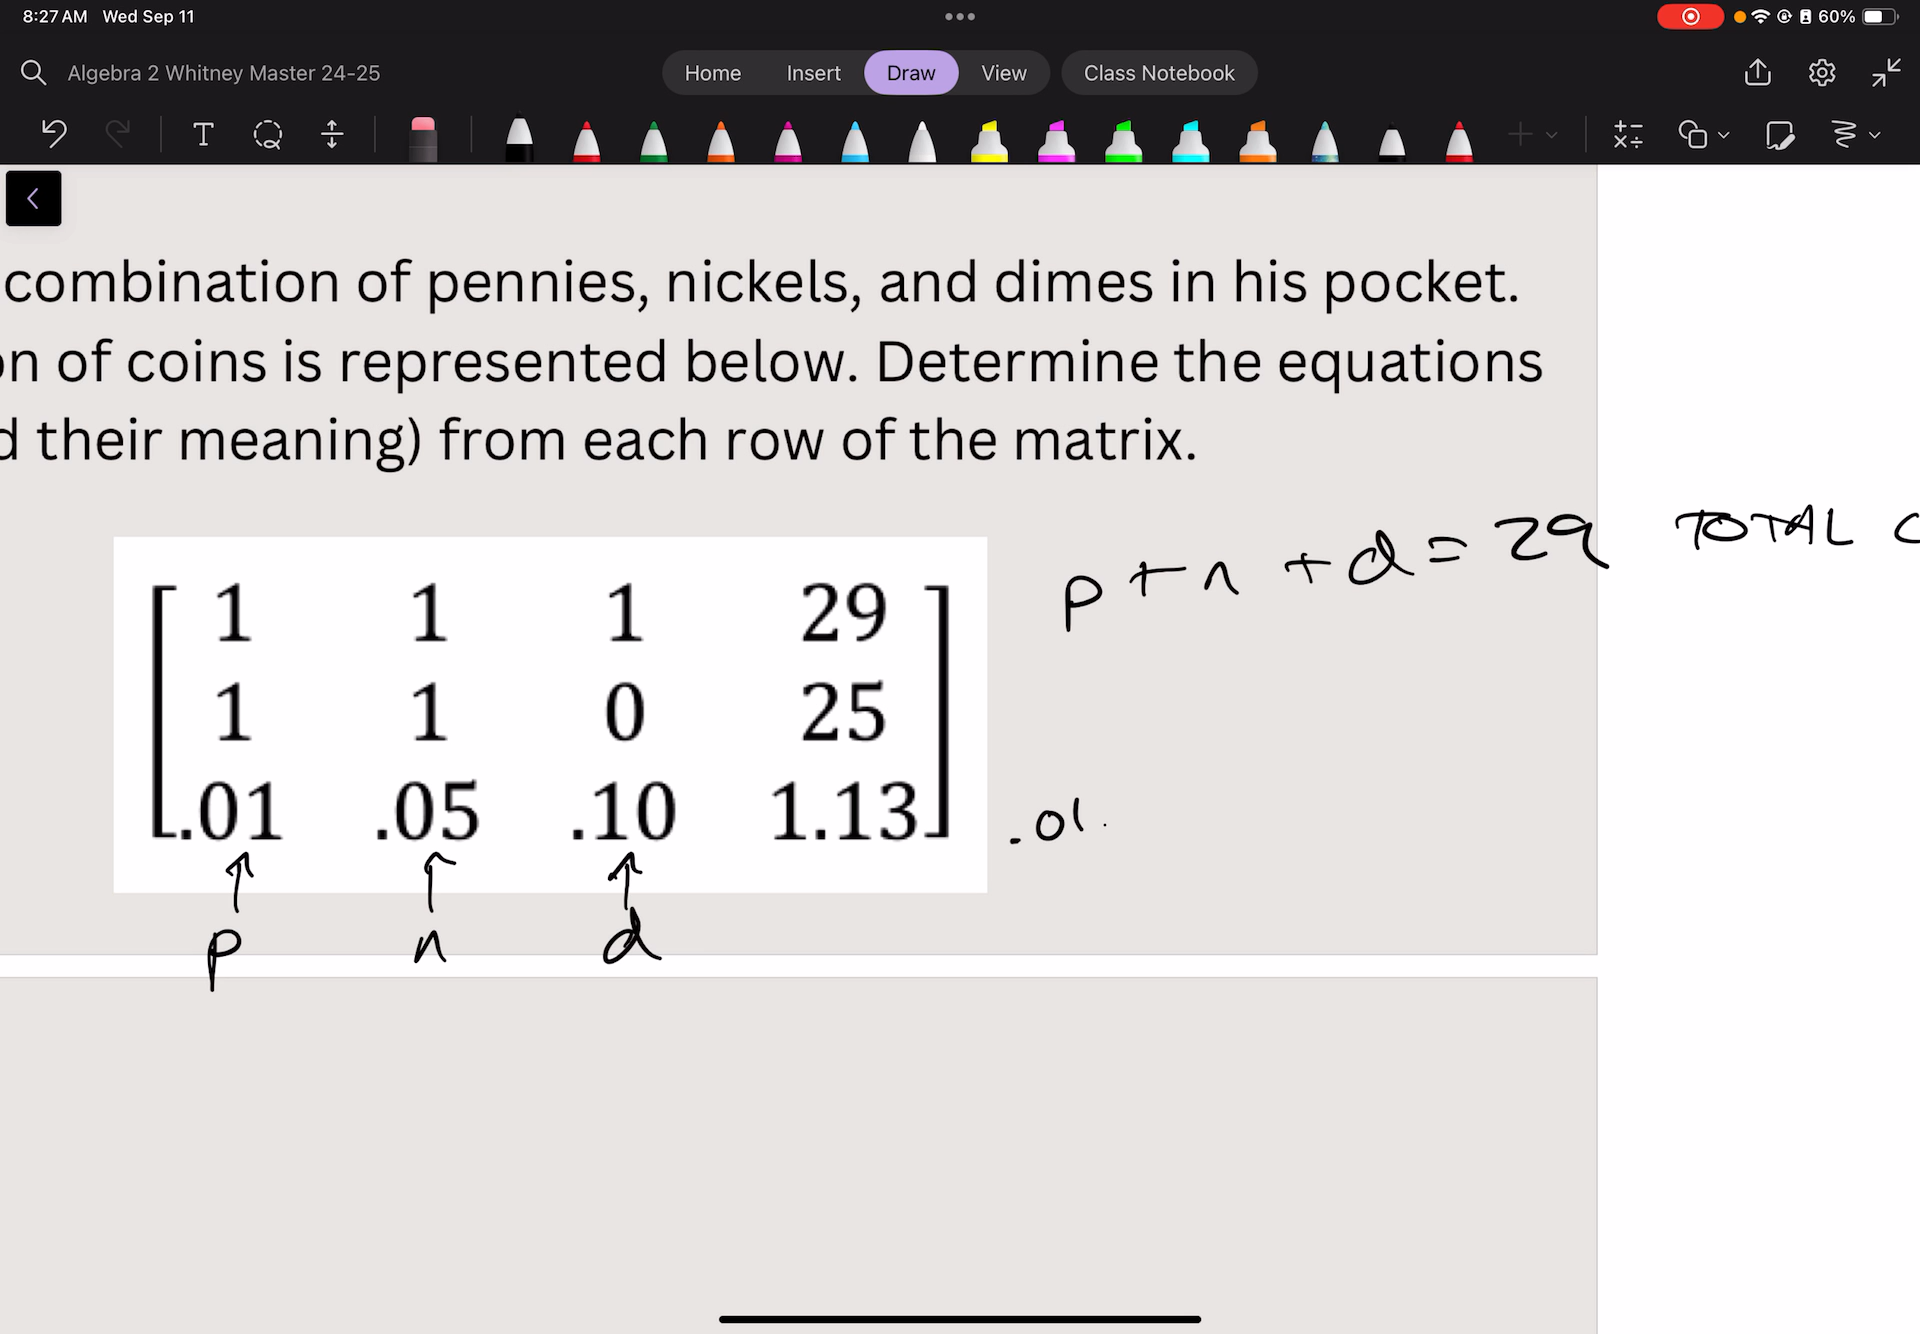 8:27 AM Wed Sep 11 60%
Algebra 2 Whitney Master 24-25 Home Insert Draw View Class Notebook
combination of pennies, nickels, and dimes in his pocket.
on of coins is represented below. Determine the equations
d their meaning) from each row of the matrix.
p + n + d = 29 TOTAL C
1 1 1 29
1 1 0 25
.01 .05 .10 1.13 .01
p n d